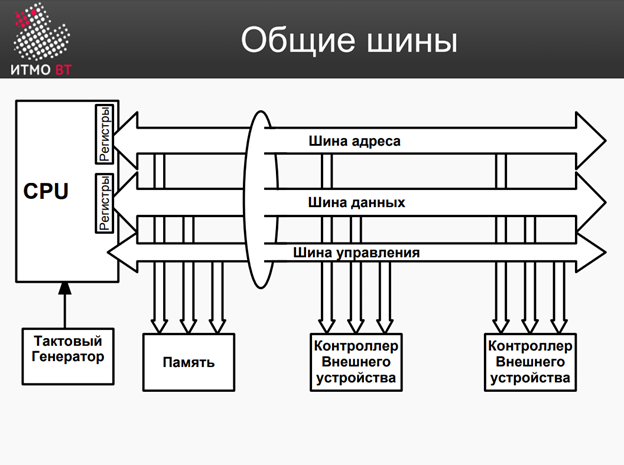 ИТМО ВТ
Общие шины
Регистры
Шина адреса
CPU
Регистры
Шина данных
Шина управления
Тактовый
Генератор
Память
Контроллер
Внешнего
устройства
Контроллер
Внешнего
устройства